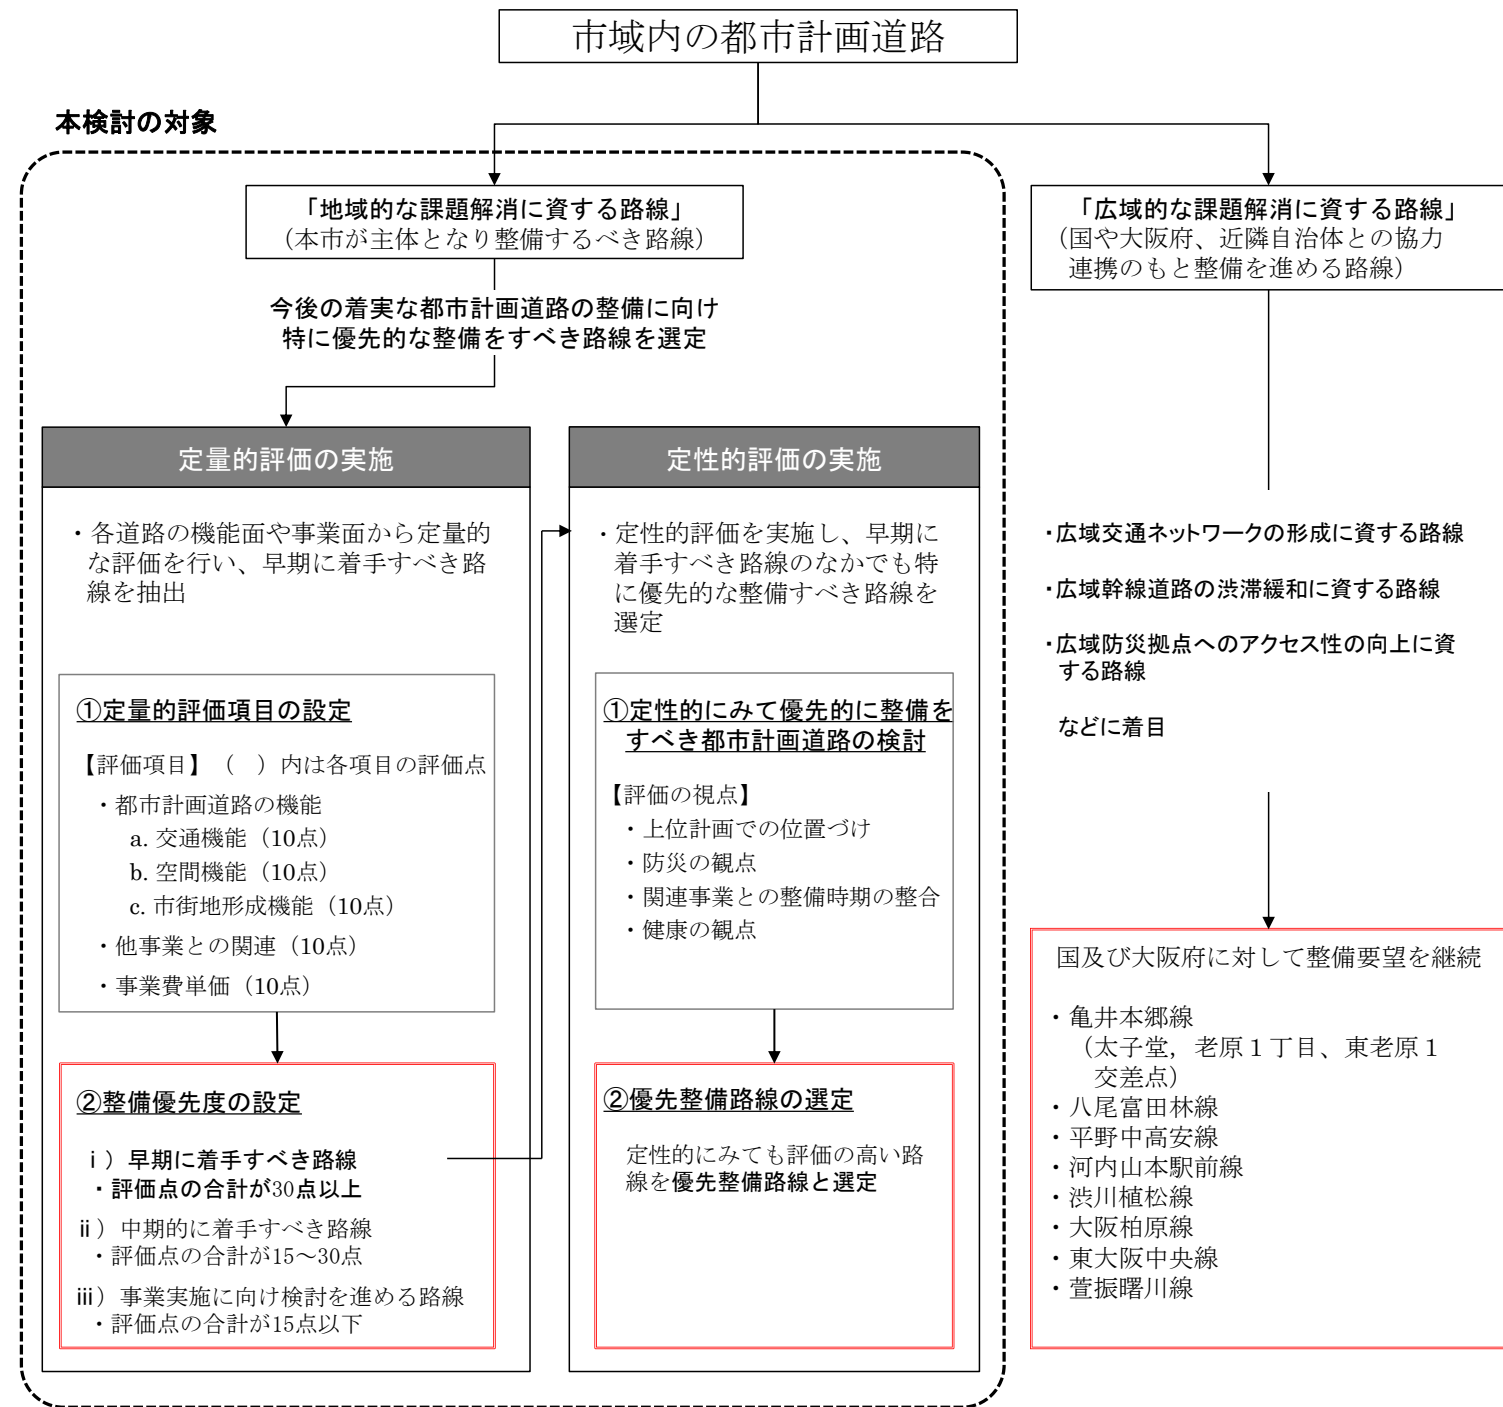 市域内の都市計画道路
本検討の対象
「地域的な課題解消に資する路線」
（本市が主体となり整備するべき路線）
今後の着実な都市計画道路の整備に向け
特に優先的な整備をすべき路線を選定
定量的評価の実施
・各道路の機能面や事業面から定量的
な評価を行い、早期に着手すべき路
線を抽出
①定量的評価項目の設定
【評価項目】（　）内は各項目の評価点
・都市計画道路の機能
a. 交通機能（10点）
b. 空間機能（10点）
c. 市街地形成機能（10点）
・他事業との関連（10点）
・事業費単価（10点）
②整備優先度の設定
ⅰ）早期に着手すべき路線
・評価点の合計が30点以上
ⅱ）中期的に着手すべき路線
・評価点の合計が15～30点
ⅲ）事業実施に向け検討を進める路線
・評価点の合計が15点以下
定性的評価の実施
・定性的評価を実施し、早期に
着手すべき路線のなかでも特
に優先的な整備すべき路線を
選定
①定性的にみて優先的に整備を
すべき都市計画道路の検討
【評価の視点】
・上位計画での位置づけ
・防災の観点
・関連事業との整備時期の整合
・健康の観点
②優先整備路線の選定
定性的にみても評価の高い路
線を優先整備路線と選定
「広域的な課題解消に資する路線」
（国や大阪府、近隣自治体との協力
連携のもと整備を進める路線）
・広域交通ネットワークの形成に資する路線
・広域幹線道路の渋滞緩和に資する路線
・広域防災拠点へのアクセス性の向上に資
する路線
などに着目
国及び大阪府に対して整備要望を継続
・亀井本郷線
（太子堂，老原１丁目、東老原１
交差点）
・八尾富田林線
・平野中高安線
・河内山本駅前線
・渋川植松線
・大阪柏原線
・東大阪中央線
・萱振曙川線